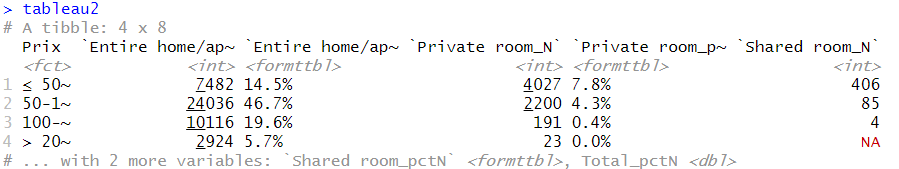 > tableau2
# A tibble: 4 x 8
  Prix  `Entire home/ap~ `Entire home/ap~ `Private room_N` `Private room_p~ `Shared room_N`
  <fct>            <int> <formttbl>                  <int> <formttbl>                 <int>
1 ≤ 50~             7482 14.5%                        4027 7.8%                         406
2 50-1~            24036 46.7%                        2200 4.3%                          85
3 100-~            10116 19.6%                         191 0.4%                           4
4 > 20~             2924 5.7%                           23 0.0%                          NA
# ... with 2 more variables: `Shared room_pctN` <formttbl>, Total_pctN <dbl>